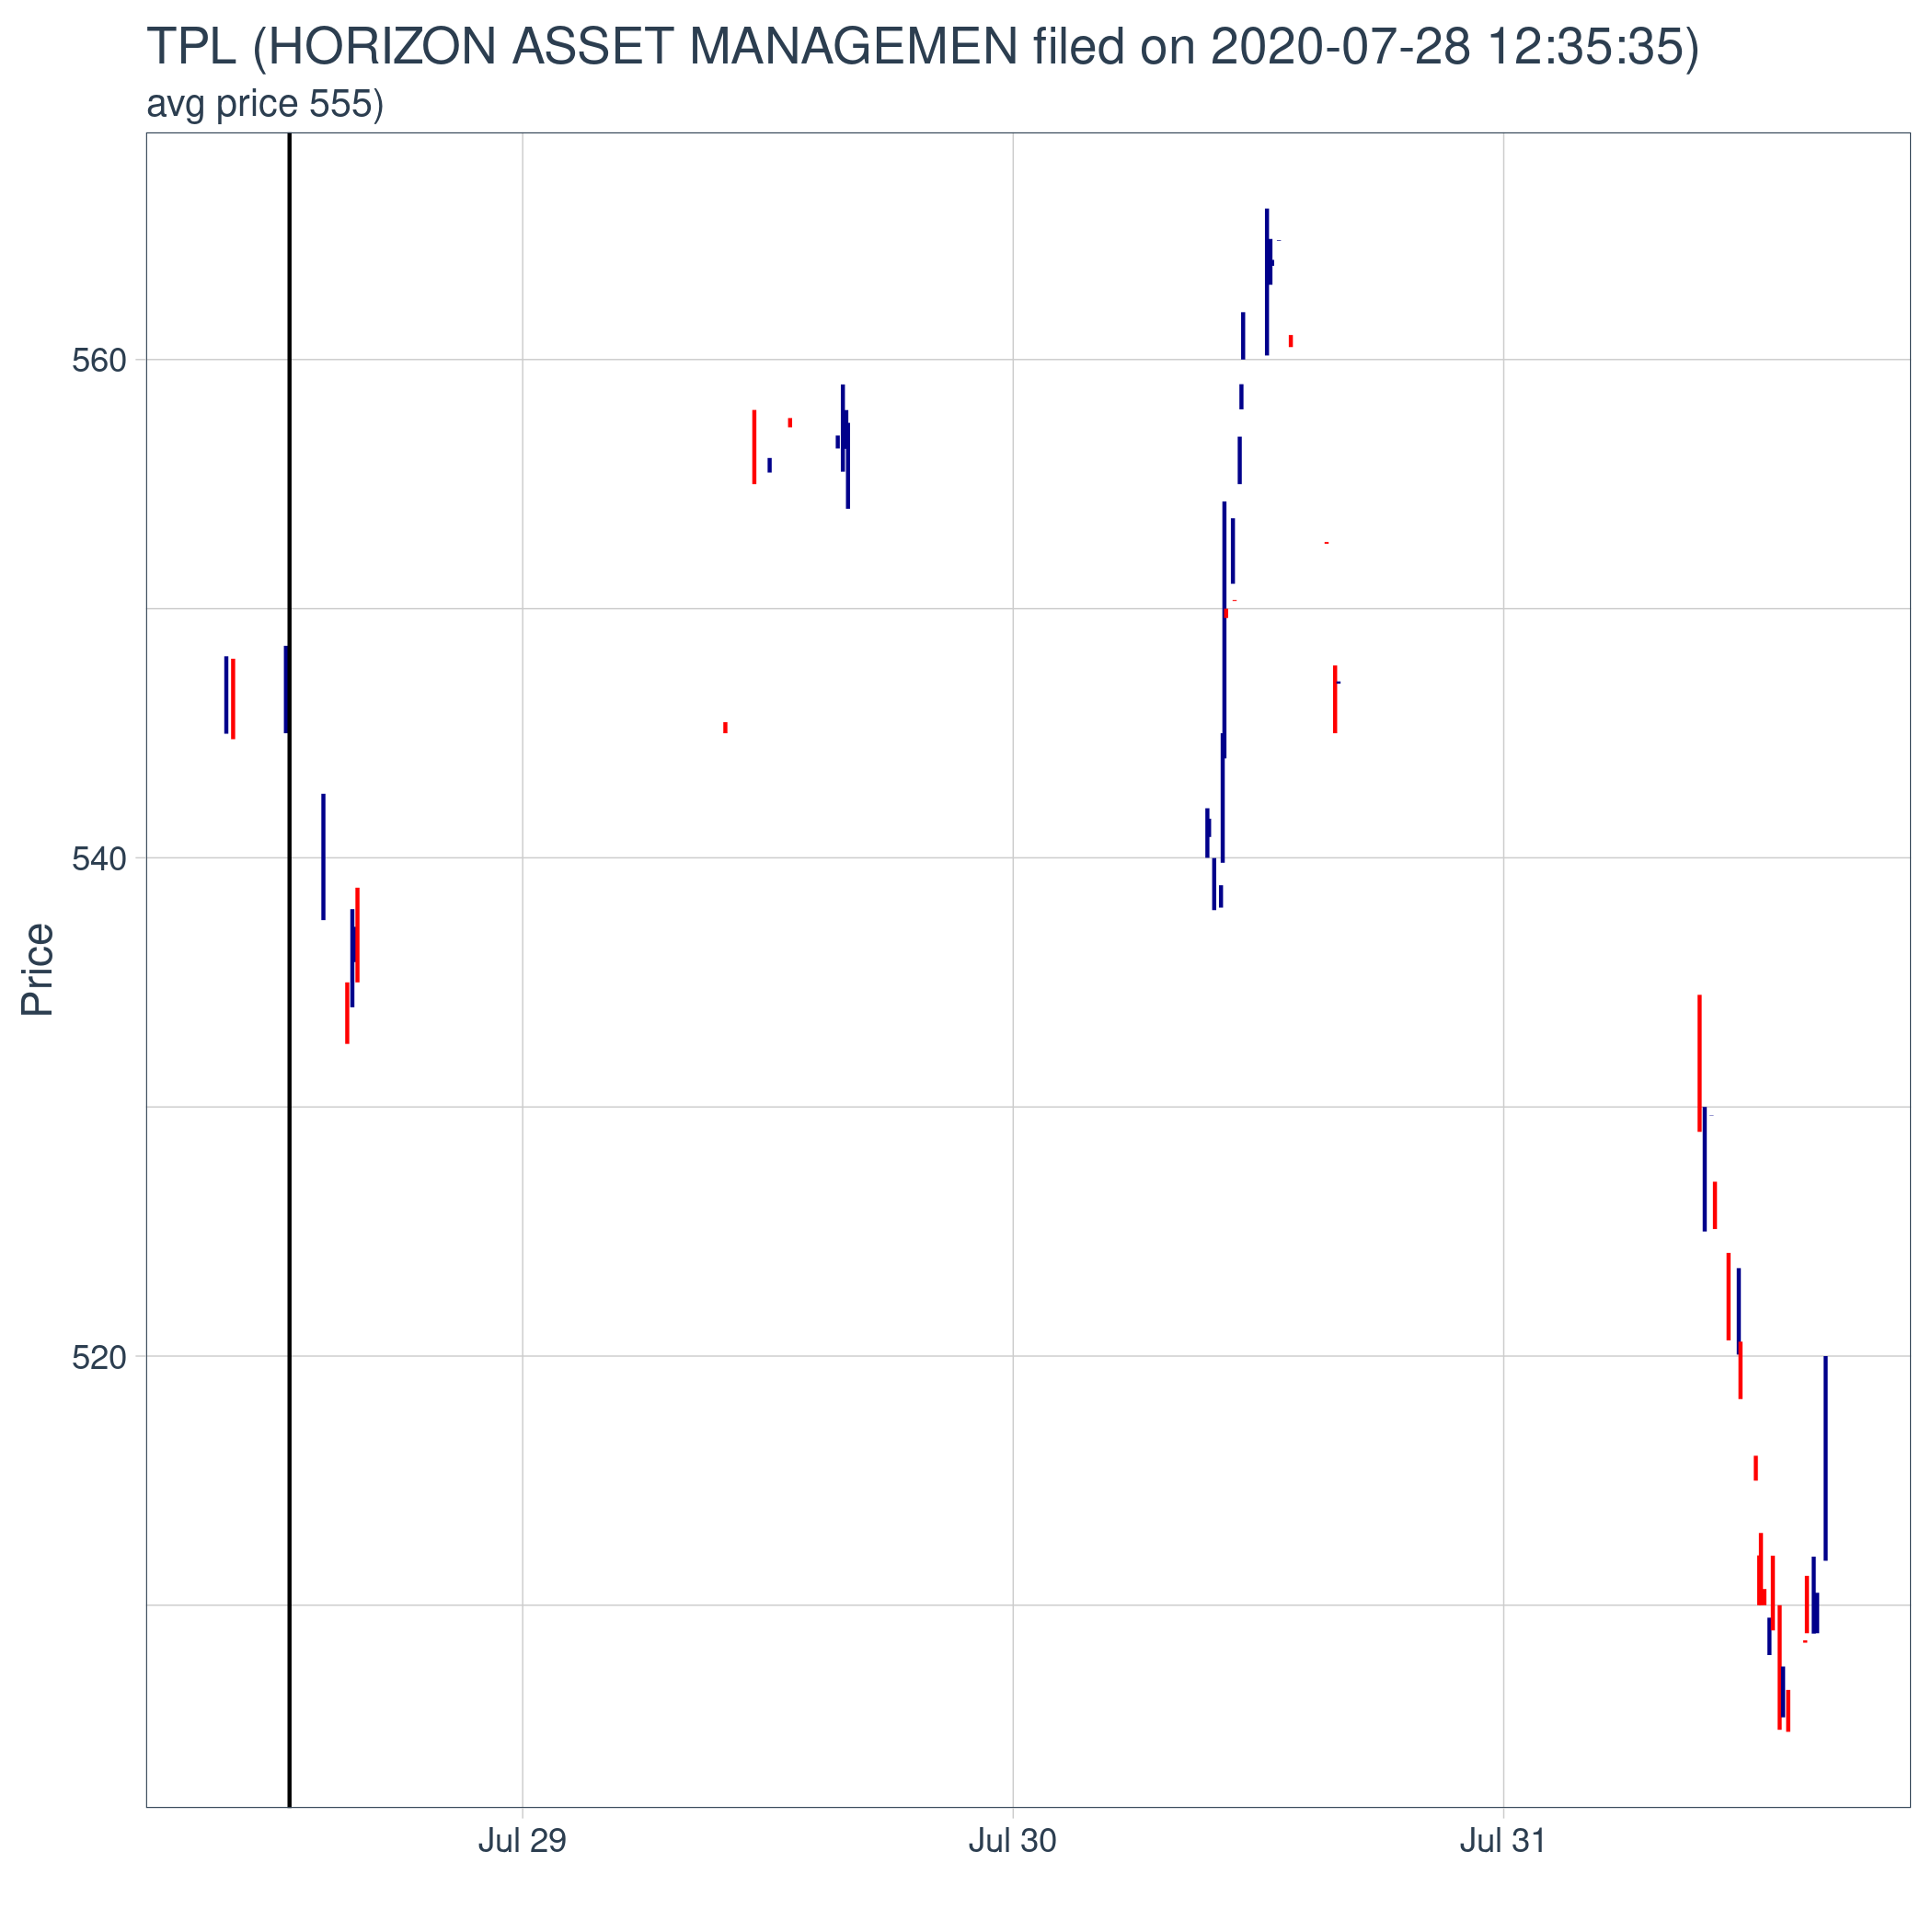 TPL (HORIZON ASSET MANAGEMEN filed on 2020-07-28 12:35:35)
avg price 555)
560
540
520
Price
Jul 29
Jul 30
Jul 31